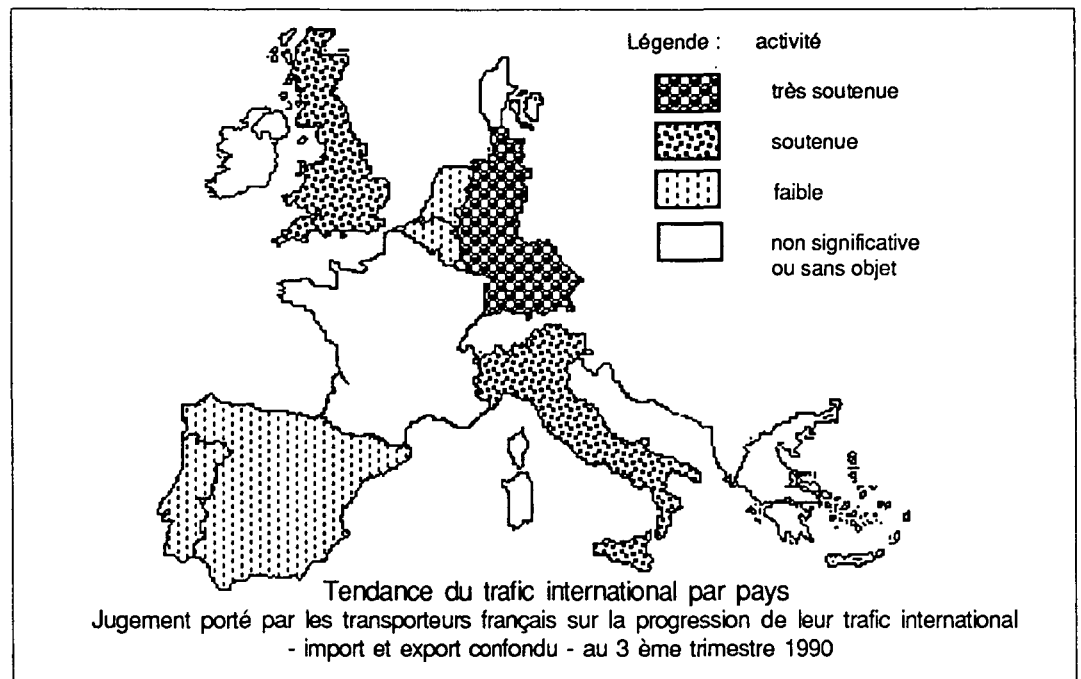 Légende : activité
très soutenue
soutenue
faible
non significative
ou sans objet
Tendance du trafic international par pays
Jugement porté par les transporteurs français sur la progression de leur trafic international
- import et export confondu - au 3 ème trimestre 1990